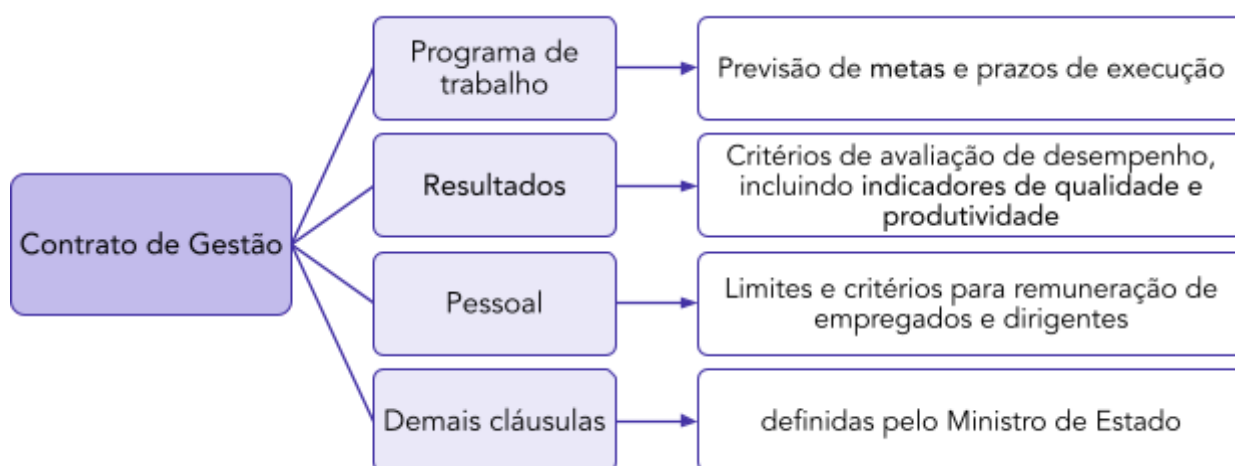 Contrato de Gestão
Programa de
trabalho
Previsão de metas e prazos de execução
Resultados
Critérios de avaliação de desempenho,
incluindo indicadores de qualidade e
produtividade
Pessoal
Limites e critérios para remuneração de
empregados e dirigentes
Demais cláusulas
definidas pelo Ministro de Estado